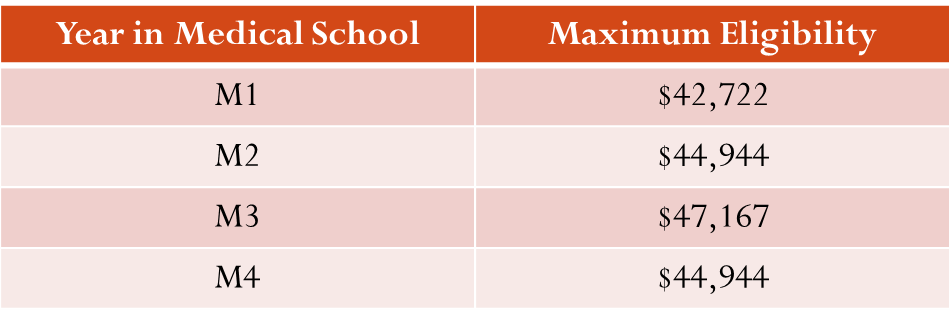 Year in Medical School Maximum Eligibility
M1 $42,722
M2 $44,944
M3 $47,167
M4 $44,944